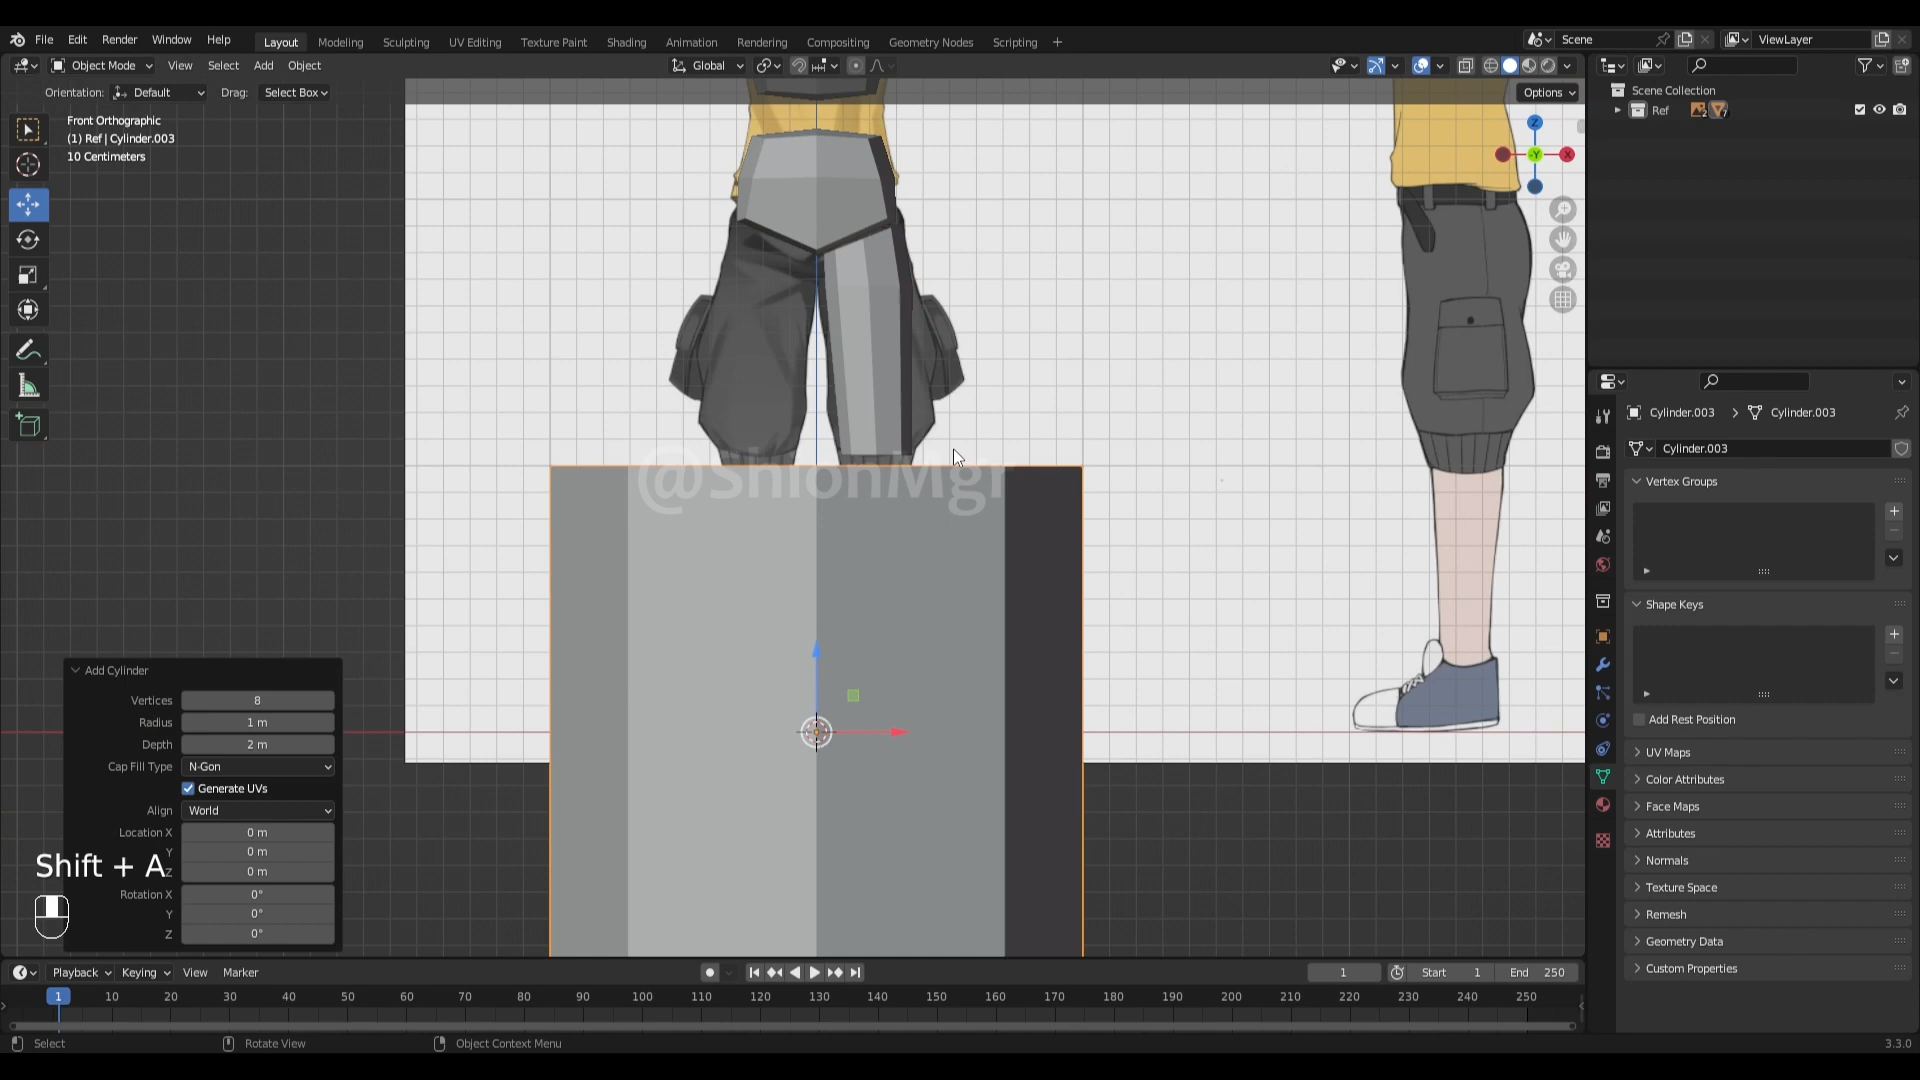 File Edit Render Window Help Layout Modeling Sculpting UV Editing Texture Paint Shading Animation Rendering Compositing Geometry Nodes Scripting + Scene ViewLayer
Object Mode View Select Add Object Global
Orientation: Default Drag: Select Box Options
Front Orthographic
(1) Ref | Cylinder.003
10 Centimeters
Z
-Y
X
Scene Collection
Ref 2 7
Cylinder.003 > Cylinder.003
Cylinder.003
Vertex Groups
Shape Keys
Add Rest Position
UV Maps
Color Attributes
Face Maps
Attributes
Normals
Texture Space
Remesh
Geometry Data
Custom Properties
@ShionMgr
Add Cylinder
Vertices 8
Radius 1 m
Depth 2 m
Cap Fill Type N-Gon
Generate UVs
Align World
Location X 0 m
Y 0 m
Z 0 m
Shift + A
Rotation X 0°
Y 0°
Z 0°
Playback Keying View Marker 1 Start 1 End 250
1 10 20 30 40 50 60 70 80 90 100 110 120 130 140 150 160 170 180 190 200 210 220 230 240 250
Select Rotate View Object Context Menu 3.3.0